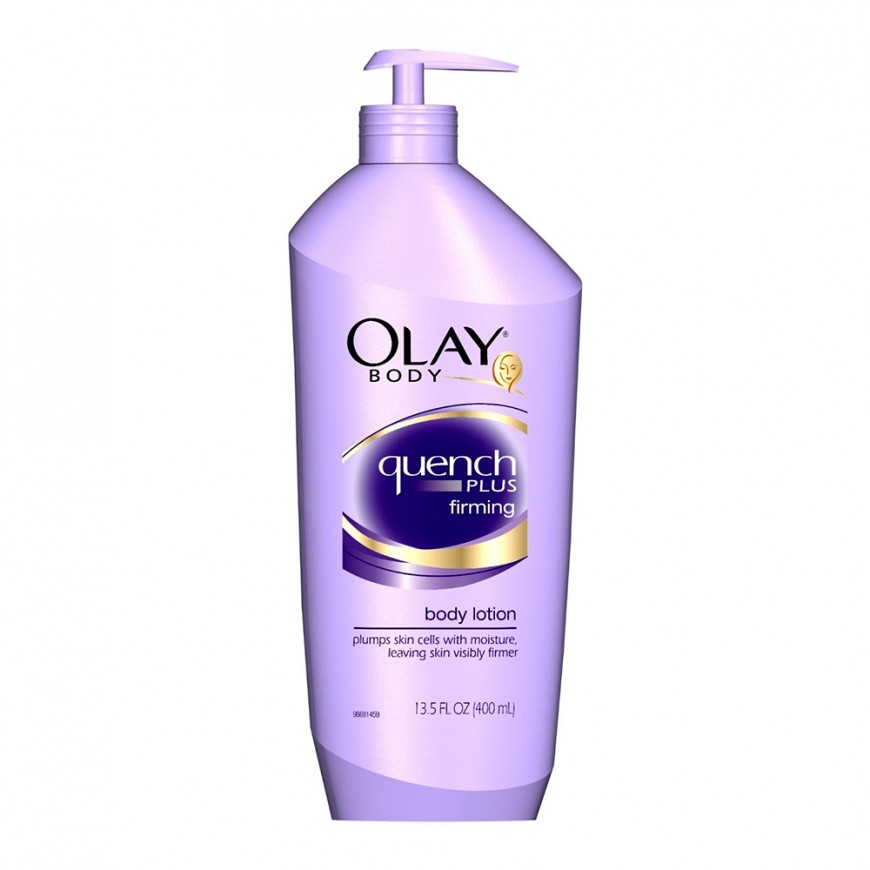 OLAY®
BODY
quench
PLUS
firming
body lotion
plumps skin cells with moisture,
leaving skin visibly firmer
98681459 13.5 FL OZ (400 mL)